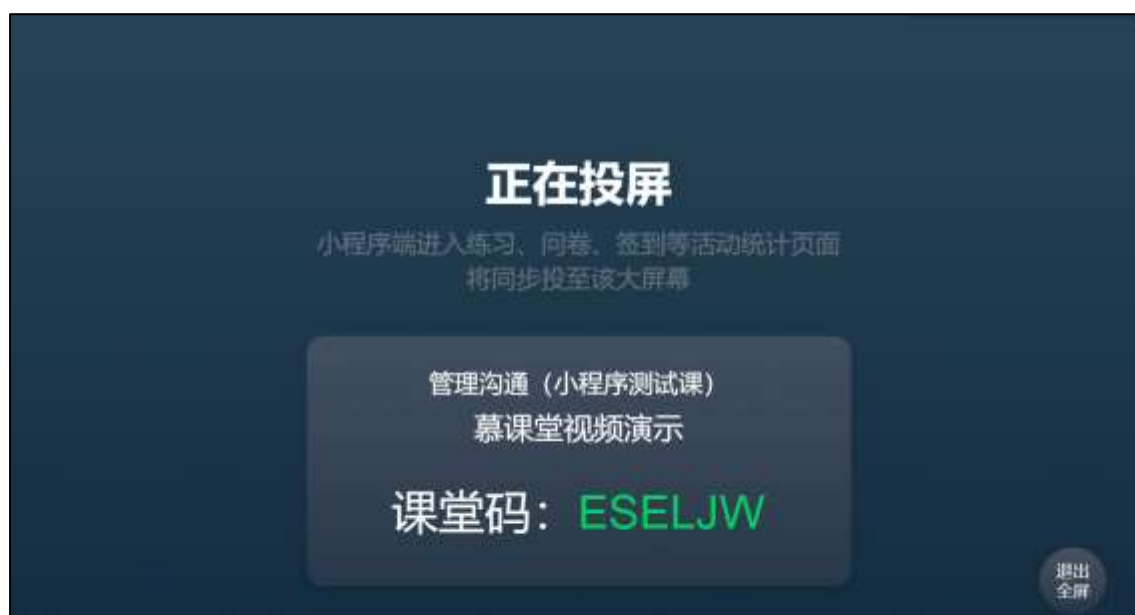 正在投屏
小程序端进入练习、问卷、签到等活动统计页面
将同步投至该大屏幕
管理沟通（小程序测试课）
慕课堂视频演示
课堂码：ESELJW
退出
全屏